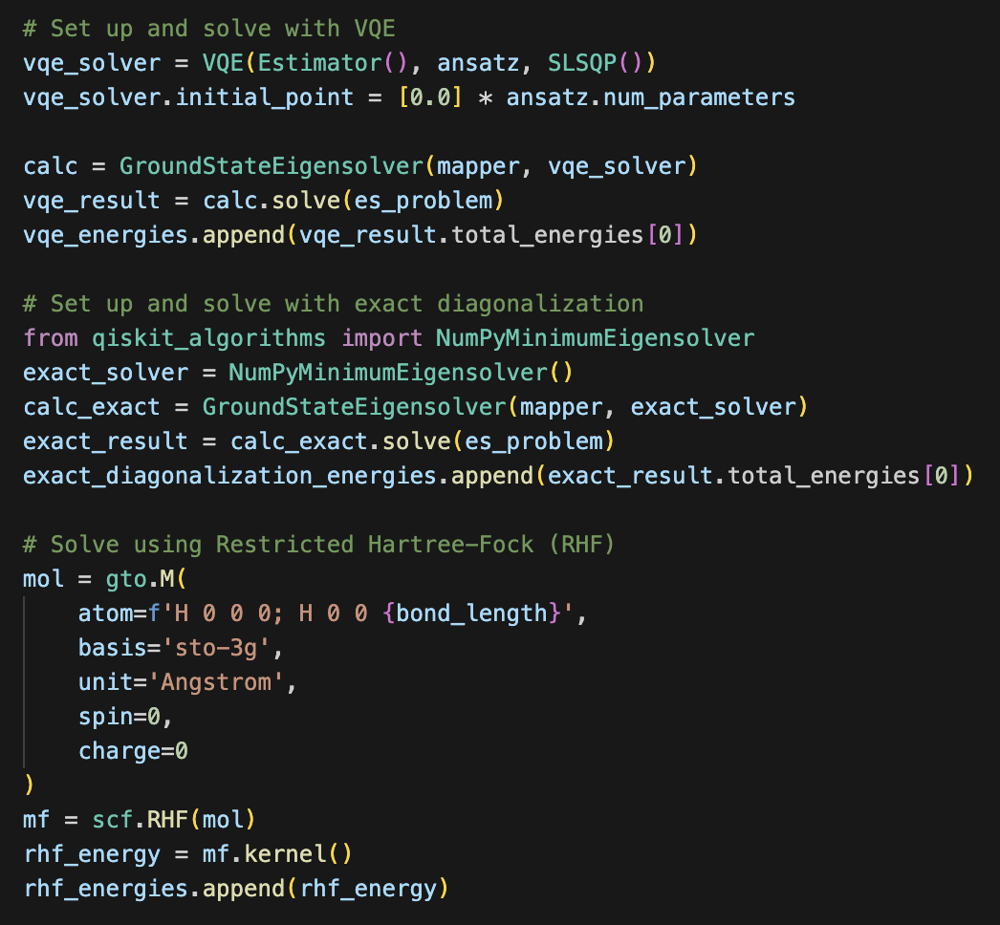 # Set up and solve with VQE
vqe_solver = VQE(Estimator(), ansatz, SLSQP())
vqe_solver.initial_point = [0.0] * ansatz.num_parameters

calc = GroundStateEigensolver(mapper, vqe_solver)
vqe_result = calc.solve(es_problem)
vqe_energies.append(vqe_result.total_energies[0])

# Set up and solve with exact diagonalization
from qiskit_algorithms import NumPyMinimumEigensolver
exact_solver = NumPyMinimumEigensolver()
calc_exact = GroundStateEigensolver(mapper, exact_solver)
exact_result = calc_exact.solve(es_problem)
exact_diagonalization_energies.append(exact_result.total_energies[0])

# Solve using Restricted Hartree-Fock (RHF)
mol = gto.M(
    atom=f'H 0 0 0; H 0 0 {bond_length}',
    basis='sto-3g',
    unit='Angstrom',
    spin=0,
    charge=0
)
mf = scf.RHF(mol)
rhf_energy = mf.kernel()
rhf_energies.append(rhf_energy)